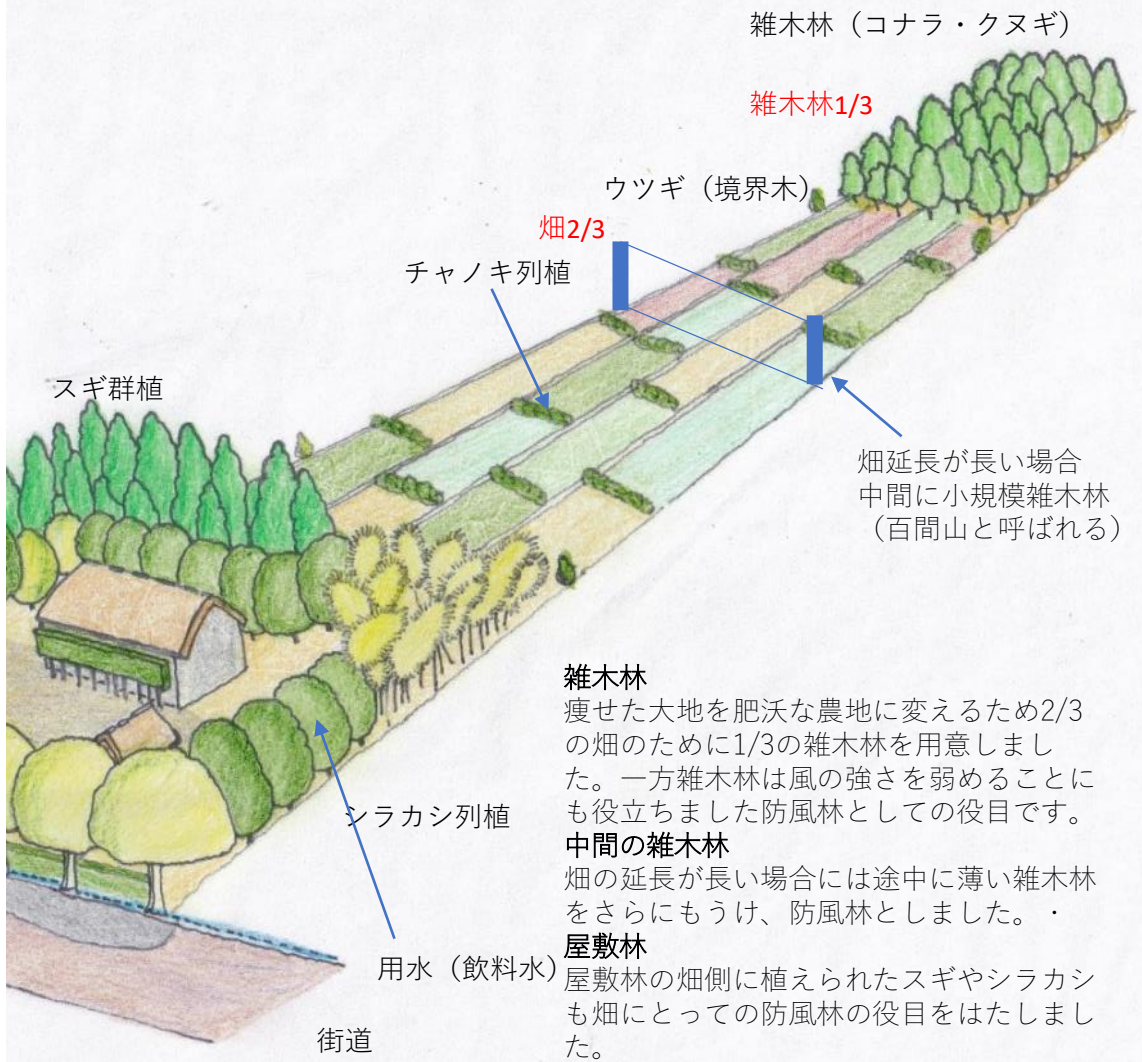 雑木林（コナラ・クヌギ）
雑木林1/3
ウツギ（境界木）
畑2/3
チャノキ列植
スギ群植
畑延長が長い場合
中間に小規模雑木林
（百間山と呼ばれる）
シラカシ列植
用水（飲料水）
街道
雑木林
痩せた大地を肥沃な農地に変えるため2/3
の畑のために1/3の雑木林を用意しまし
た。一方雑木林は風の強さを弱めることに
も役立ちました防風林としての役目です。
中間の雑木林
畑の延長が長い場合には途中に薄い雑木林
をさらにもうけ、防風林としました。・
屋敷林
屋敷林の畑側に植えられたスギやシラカシ
も畑にとっての防風林の役目をはたしまし
た。